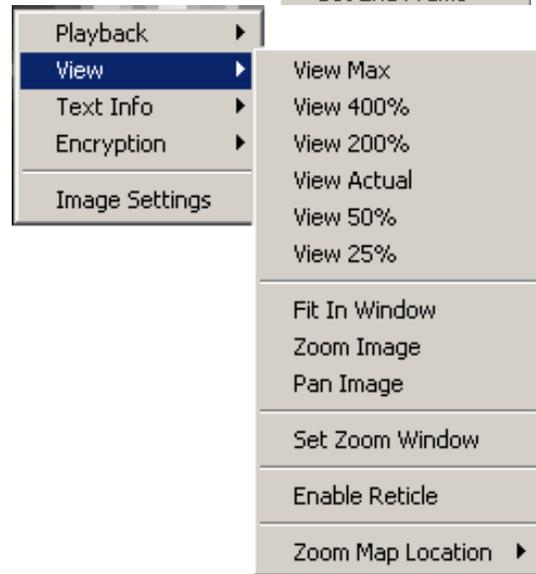 Playback
View
Text Info
Encryption
Image Settings
View Max
View 400%
View 200%
View Actual
View 50%
View 25%
Fit In Window
Zoom Image
Pan Image
Set Zoom Window
Enable Reticle
Zoom Map Location